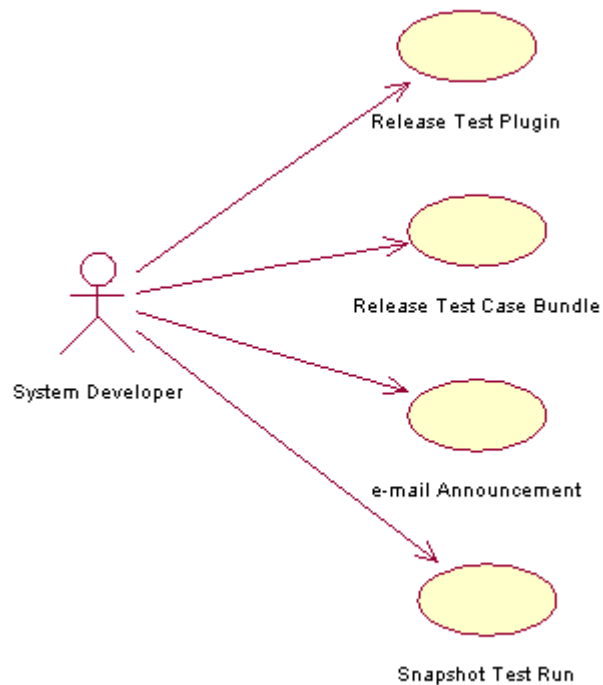 Release Test Plugin
Release Test Case Bundle
System Developer
e-mail Announcement
Snapshot Test Run